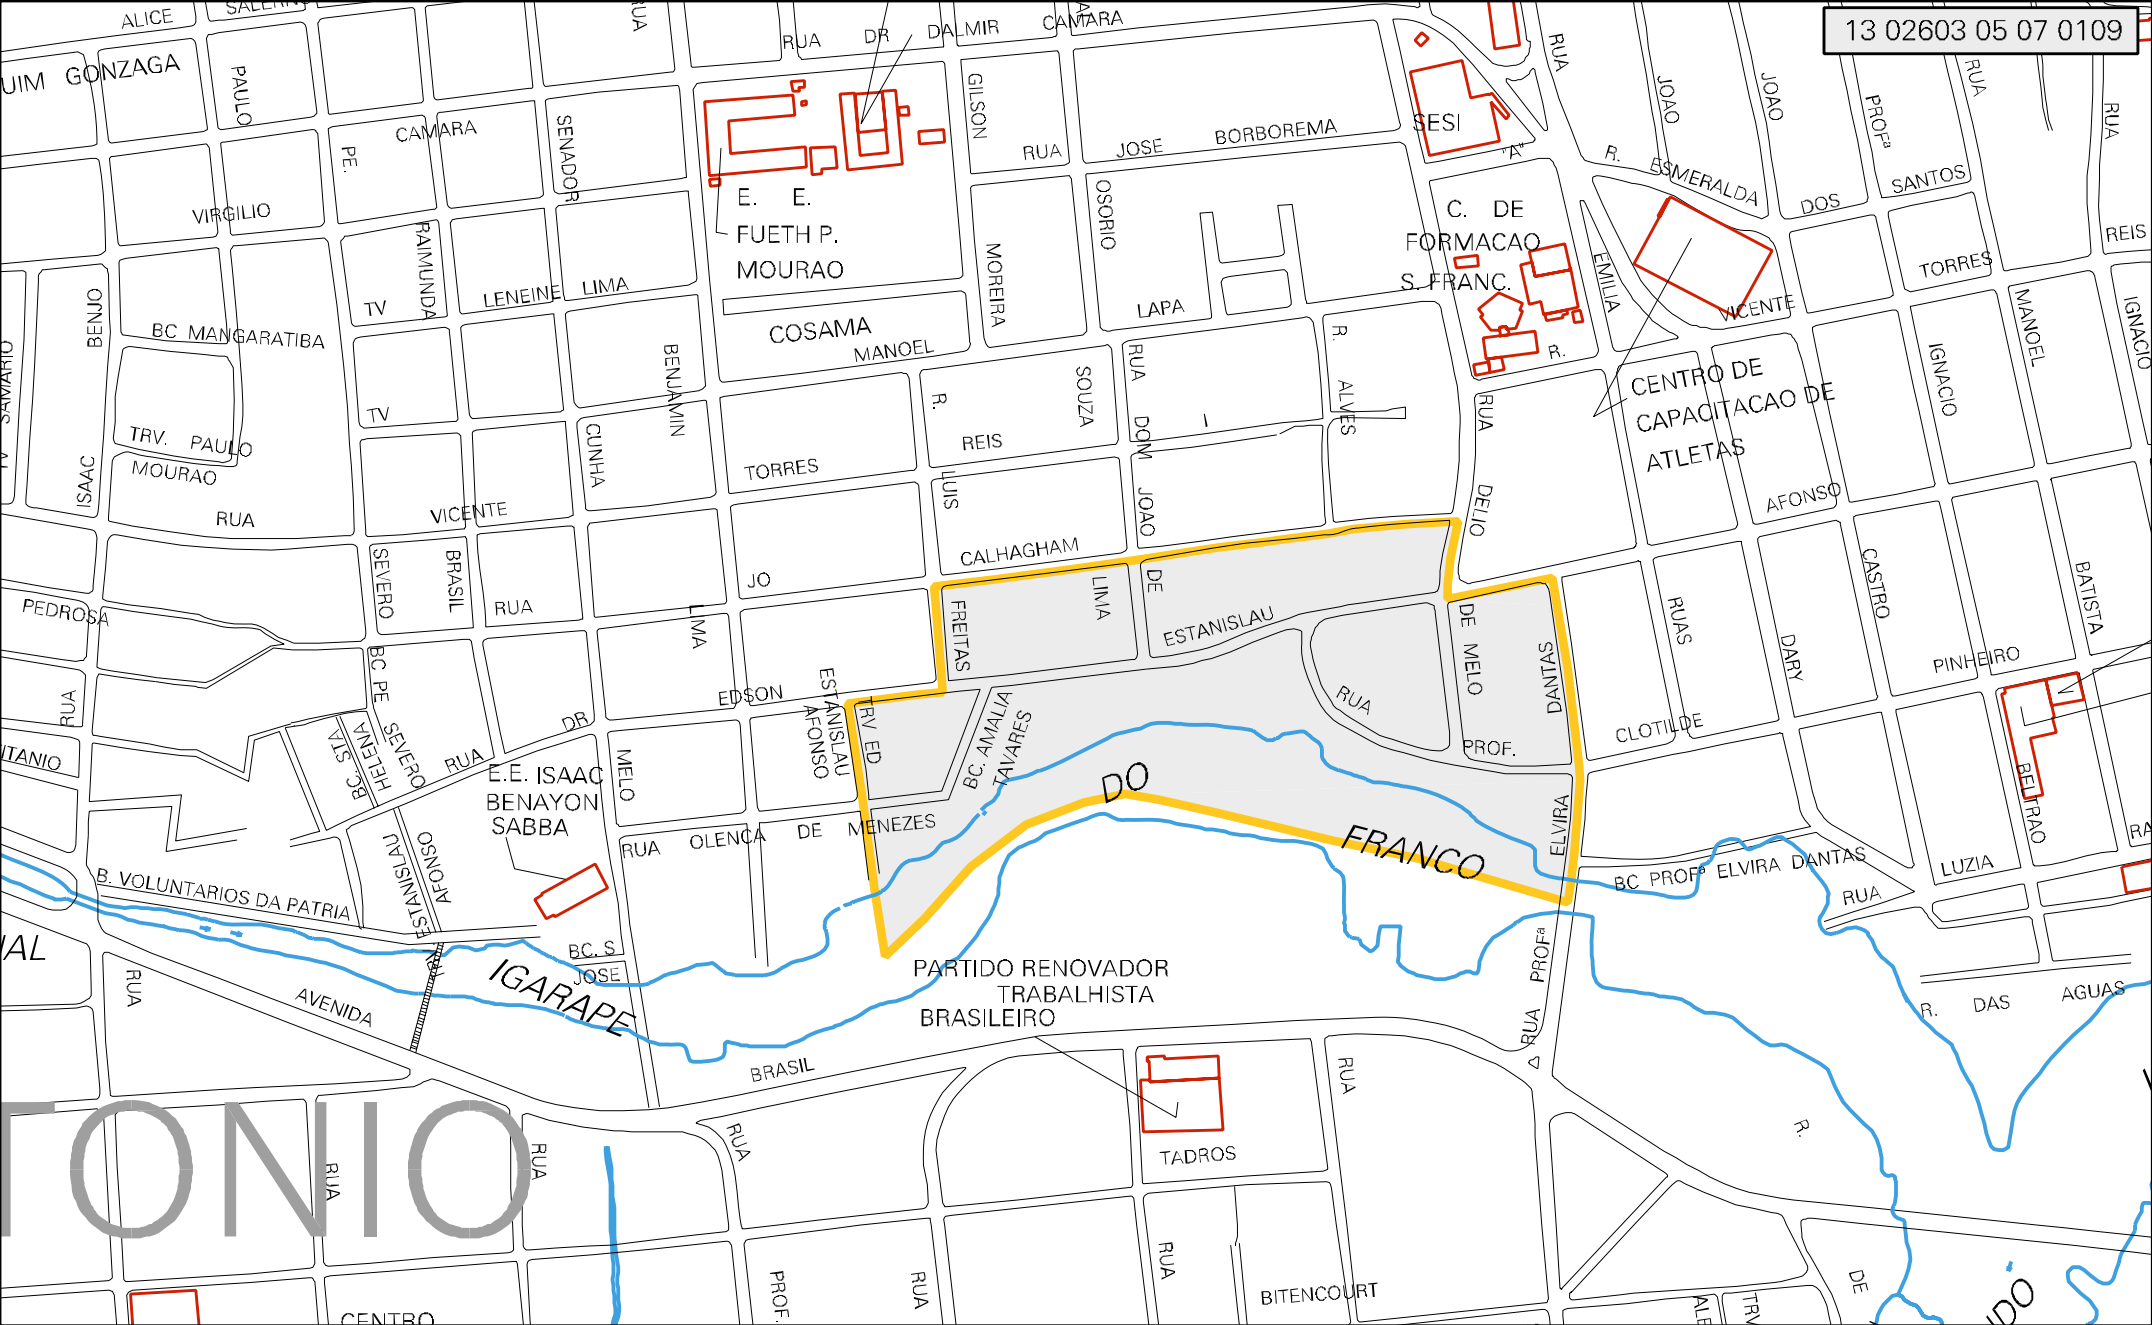 13 02603 05 07 0109
ALICE
RUA DR DALMIR CAMARA
UIM GONZAGA
PAULO
CAMARA
PE.
SENADOR
VIRGILIO
RAIMUNDA
GILSON
RUA JOSE BORBOREMA
SESI
"A"
RUA
JOAO
JOAO
PROFª
RUA
RUA
R. ESMERALDA
DOS SANTOS
REIS
TORRES
E. E.
FUETH P.
MOURAO
OSORIO
MOREIRA
C. DE
FORMACAO
S. FRANC.
EMILIA
VICENTE
MANOEL
IGNACIO
IGNACIO
BENJO
ISAAC
TV LENEINE LIMA
BC MANGARATIBA
BENJAMIN
COSAMA
MANOEL
LAPA
R. ALVES
R.
CENTRO DE
CAPACITACAO DE
ATLETAS
TV
TRV. PAULO
MOURAO
CUNHA
RUA VICENTE
TORRES
REIS
R. LUIS
SOUZA
RUA DOM JOAO
I
RUA DELIO
AFONSO
CASTRO
BATISTA
SEVERO
BRASIL
RUA
JO
CALHAGHAM
LIMA
DE
FREITAS
LIMA
ESTANISLAU
DE MELO
DANTAS
RUAS
DARY
PINHEIRO
CLOTILDE
PEDROSA
RUA
ITANIO
BC PE SEVERO
BC. STA
HELENA
RUA DR EDSON
ESTANISLAU
AFONSO
TRV ED
BC. AMALIA
TAVARES
RUA
PROF.
ELVIRA
BELTRAO
E.E. ISAAC
BENAYON
SABBA
MELO
RUA OLENCA DE MENEZES
DO
FRANCO
BC PROFª ELVIRA DANTAS
LUZIA
RUA
RA
ESTANISLAU
AFONSO
B. VOLUNTARIOS DA PATRIA
BC. S
JOSE
IGARAPE
AVENIDA
BRASIL
RUA
PARTIDO RENOVADOR
TRABALHISTA
BRASILEIRO
RUA PROFª
R. DAS AGUAS
TADROS
RUA
RUA
RUA
RUA
R.
TONIO
PROF.
RUA
RUA
BITENCOURT
DE
CENTRO